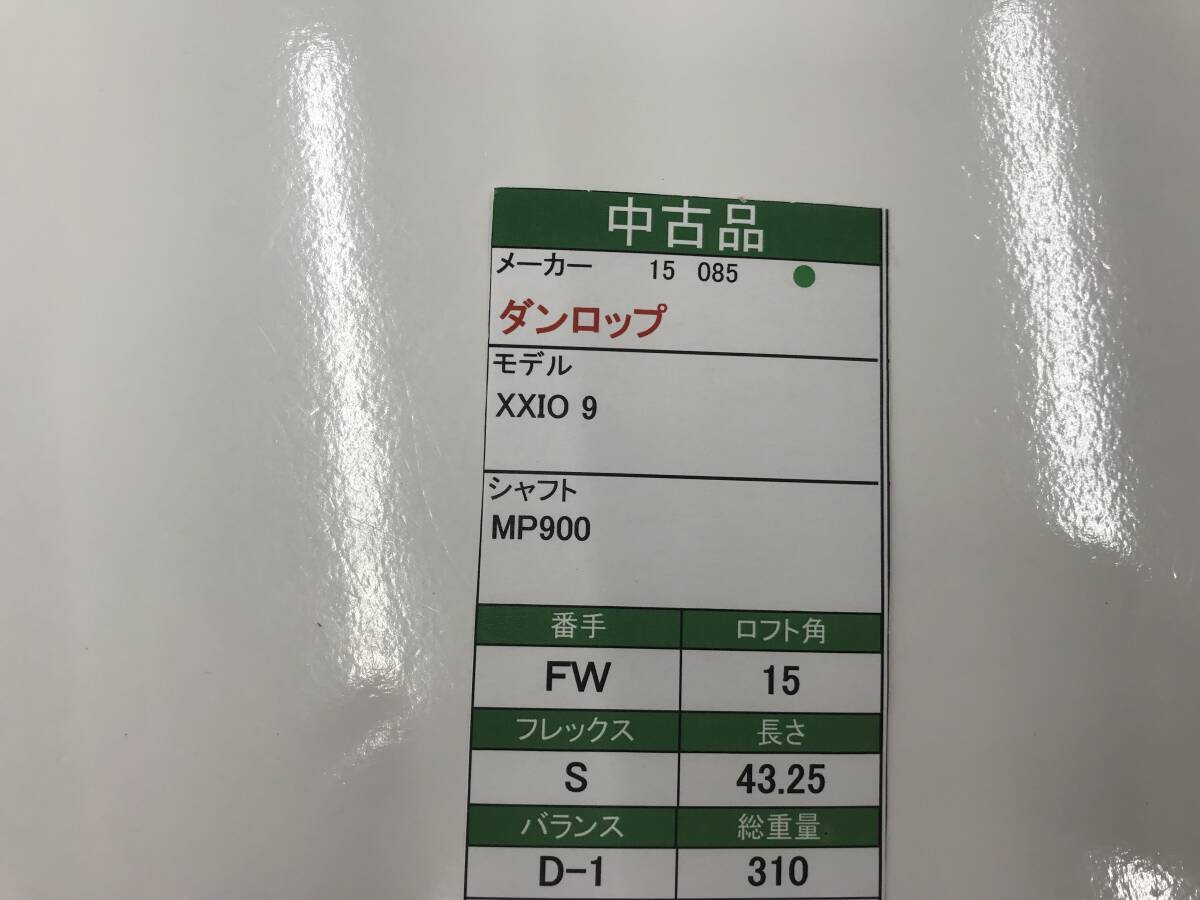 中古品
メーカー 15 085
ダンロップ
モデル
XXIO 9
シャフト
MP900
番手 ロフト角
FW 15
フレックス 長さ
S 43.25
バランス 総重量
D-1 310